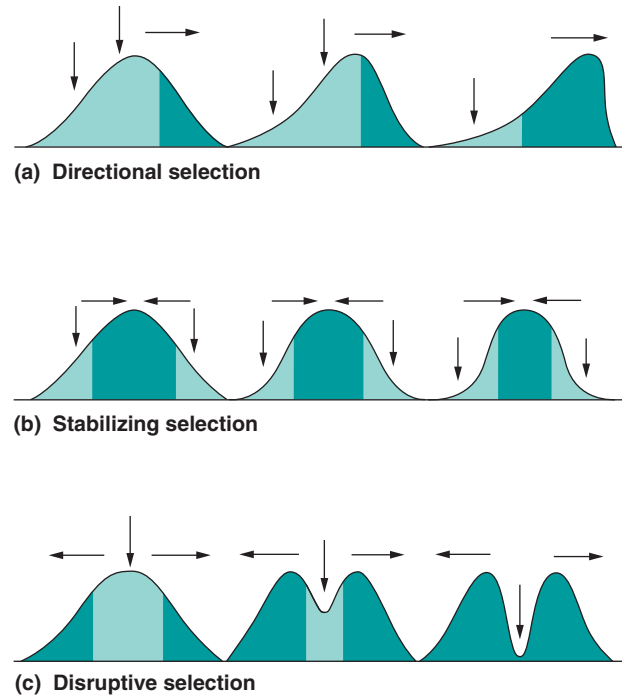 (a) Directional selection
(b) Stabilizing selection
(c) Disruptive selection